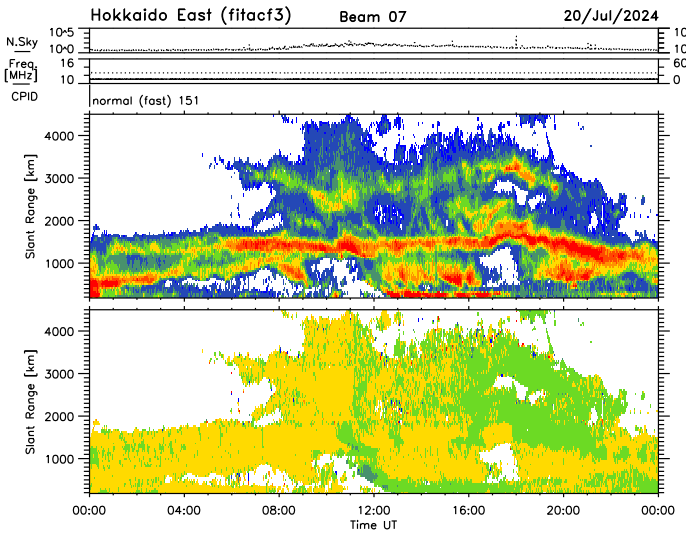 Hokkaido East (fitacf3) Beam 07 20/Jul/2024
N.Sky 10^5 10^0 10 10
Freq. [MHz] 16 10 60 0
CPID normal (fast) 151
Slant Range [km]
4000
3000
2000
1000
Slant Range [km]
4000
3000
2000
1000
00:00 04:00 08:00 12:00 16:00 20:00 00:00
Time UT